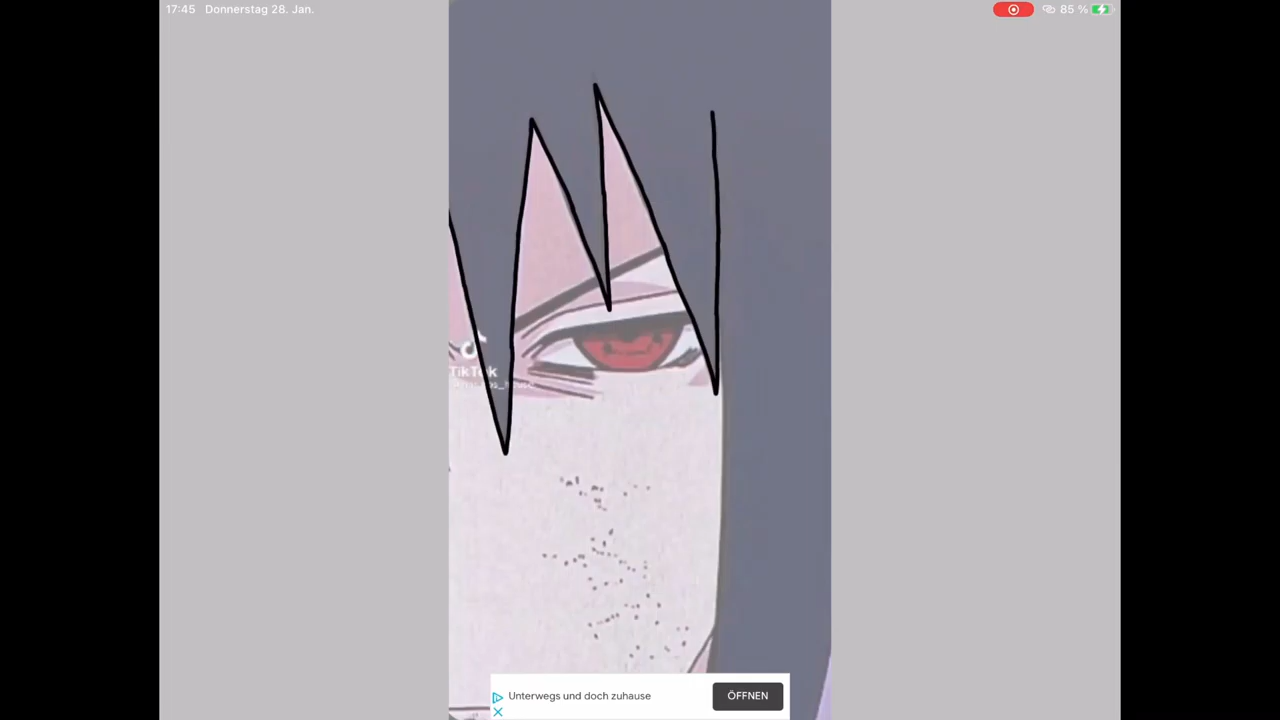 17:45 Donnerstag 28. Jan.
85 %
TikTok
Unterwegs und doch zuhause
ÖFFNEN